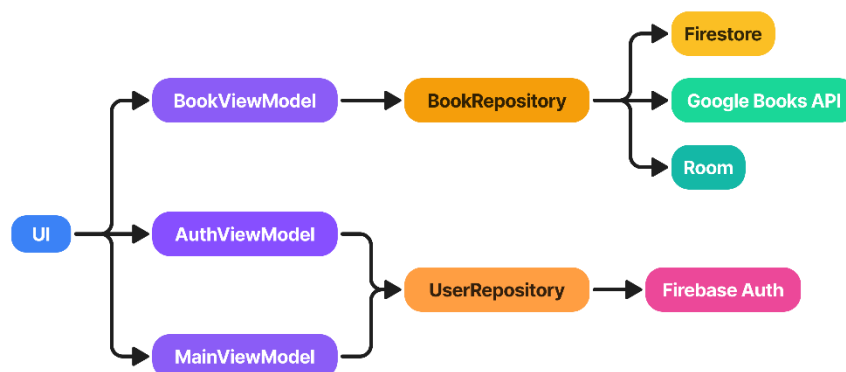 Firestore
BookViewModel
BookRepository
Google Books API
Room
UI
AuthViewModel
UserRepository
Firebase Auth
MainViewModel